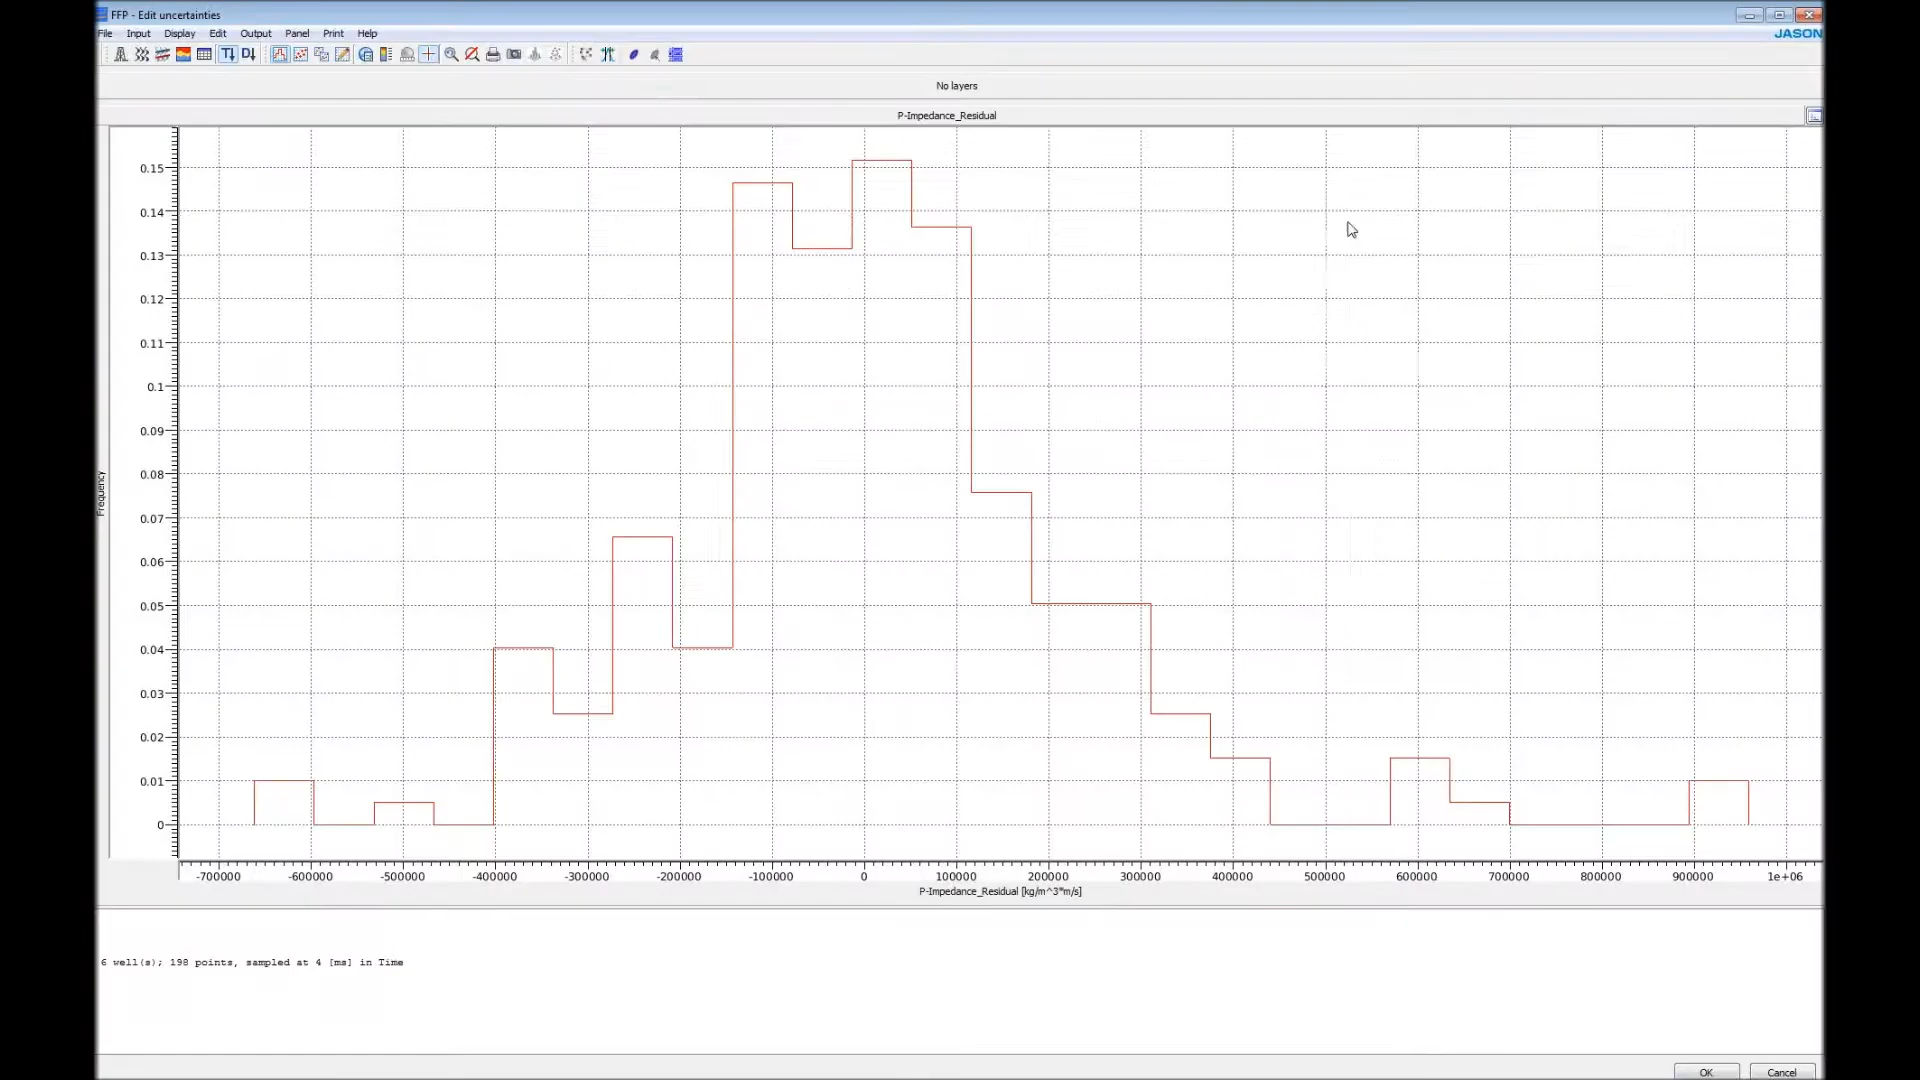 FFP - Edit uncertainties
File Input Display Edit Output Panel Print Help
JASON
No layers
P-Impedance_Residual
0.15
0.14
0.13
0.12
0.11
0.1
0.09
0.08
0.07
0.06
0.05
0.04
0.03
0.02
0.01
0
Frequency
-700000 -600000 -500000 -400000 -300000 -200000 -100000 0 100000 200000 300000 400000 500000 600000 700000 800000 900000 1e+06
P-Impedance_Residual [kg/m^3*m/s]
6 well(s); 198 points, sampled at 4 [ms] in Time
OK Cancel